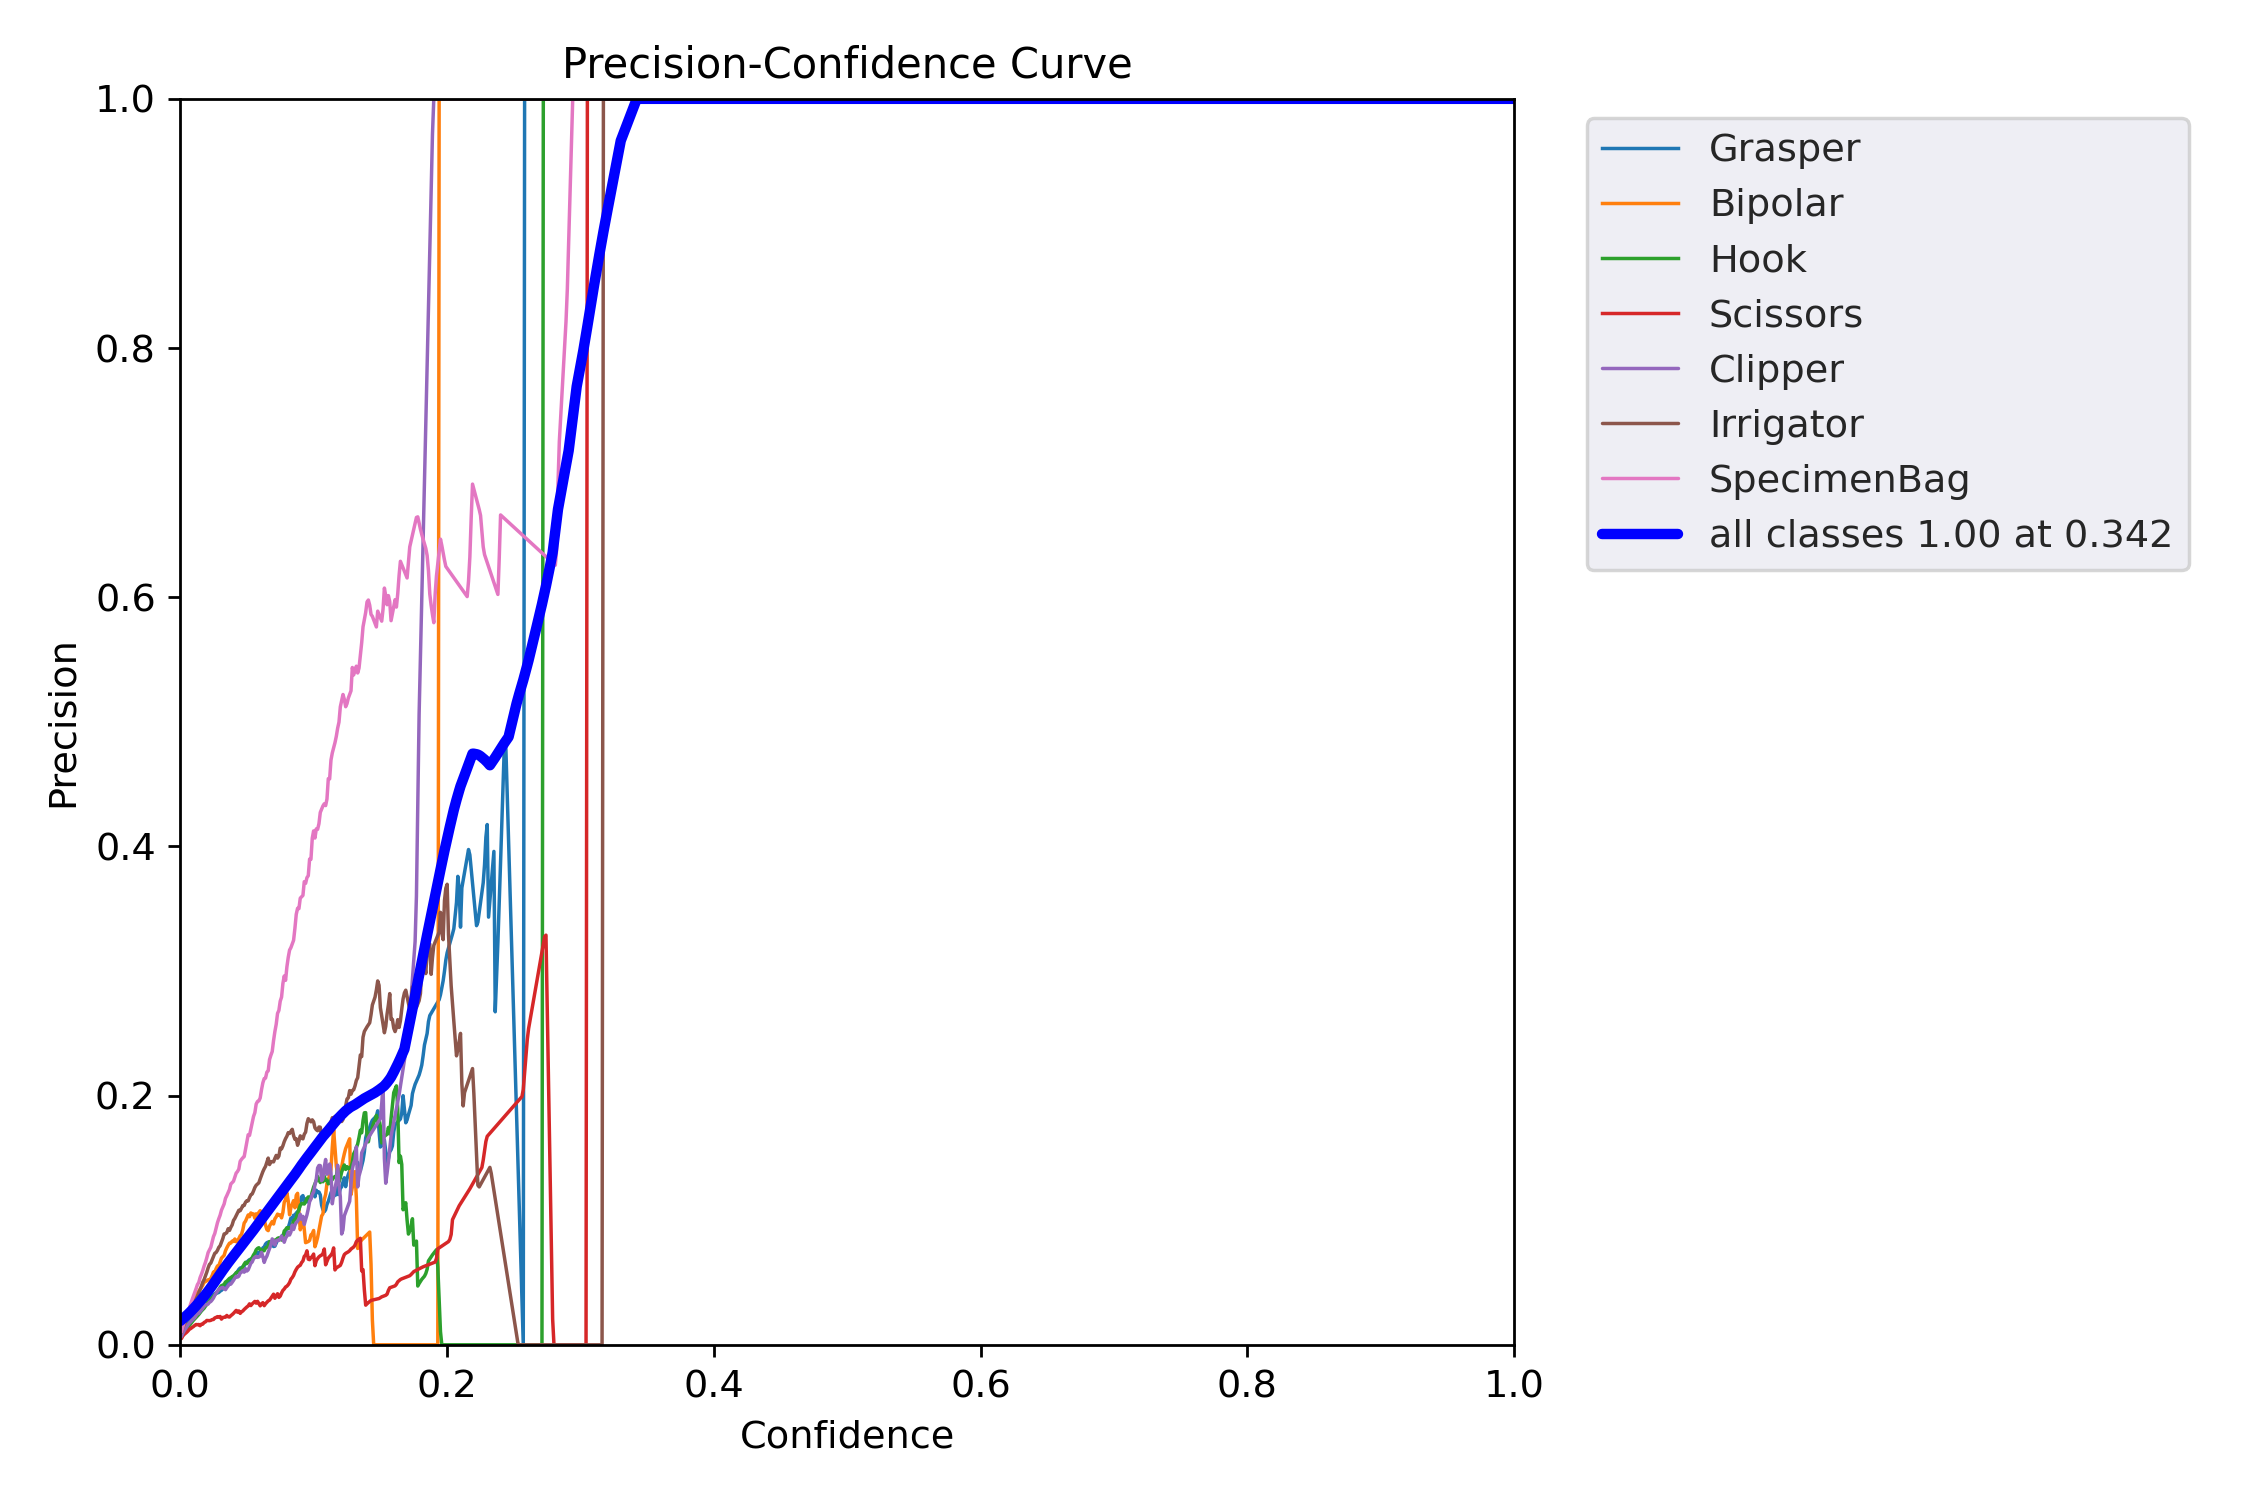 Precision-Confidence Curve
1.0
0.8
0.6
0.4
0.2
0.0
Precision
0.0 0.2 0.4 0.6 0.8 1.0
Confidence
Grasper
Bipolar
Hook
Scissors
Clipper
Irrigator
SpecimenBag
all classes 1.00 at 0.342